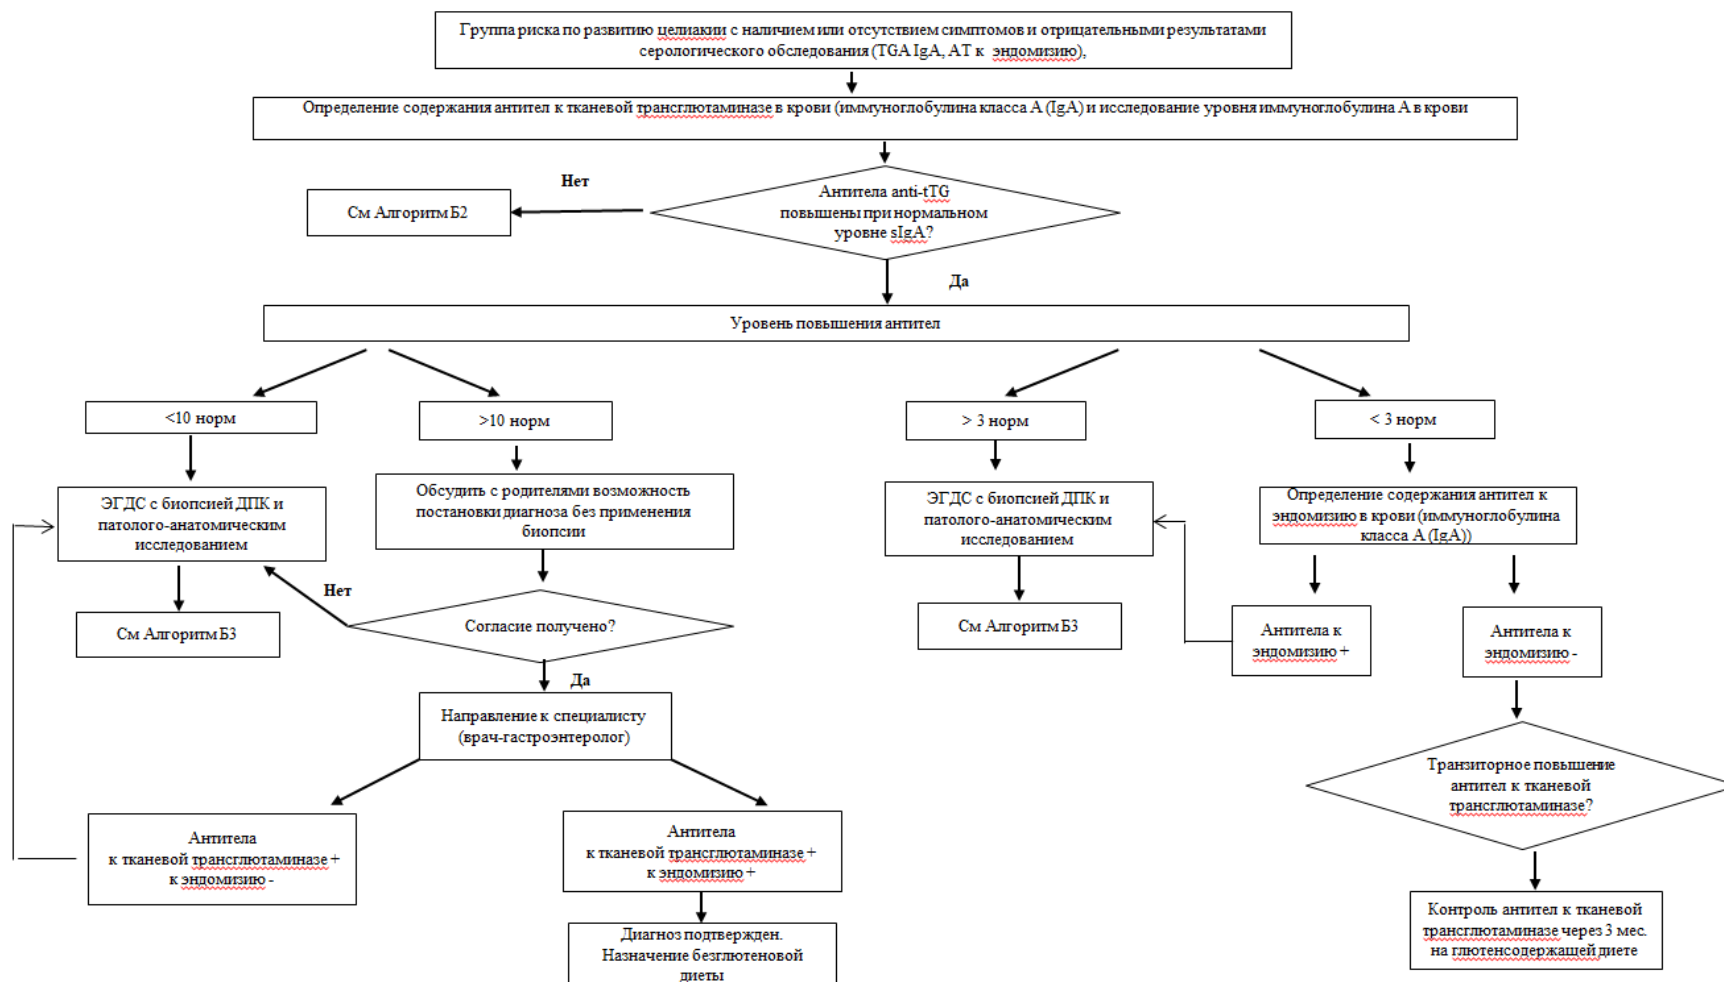 Группа риска по развитию целиакии с наличием или отсутствием симптомов и отрицательными результатами
серологического обследования (TGA IgA, АТ к эндомизию),
Определение содержания антител к тканевой трансглютаминазе в крови (иммуноглобулина класса А (IgA) и исследование уровня иммуноглобулина А в крови
Нет
См Алгоритм Б2
Антитела anti-tTG
повышены при нормальном
уровне sIgA?
Да
Уровень повышения антител
<10 норм
>10 норм
> 3 норм
< 3 норм
ЭГДС с биопсией ДПК и
патолого-анатомическим
исследованием
Обсудить с родителями возможность
постановки диагноза без применения
биопсии
ЭГДС с биопсией ДПК и
патолого-анатомическим
исследованием
Определение содержания антител к
эндомизию в крови (иммуноглобулина
класса А (IgA))
Нет
См Алгоритм Б3
Согласие получено?
См Алгоритм Б3
Антитела к
эндомизию +
Антитела к
эндомизию -
Да
Направление к специалисту
(врач-гастроэнтеролог)
Транзиторное повышение
антител к тканевой
трансглютаминазе?
Антитела
к тканевой трансглютаминазе +
к эндомизию -
Антитела
к тканевой трансглютаминазе +
к эндомизию +
Диагноз подтвержден.
Назначение безглютеновой
диеты
Контроль антител к тканевой
трансглютаминазе через 3 мес.
на глютенсодержащей диете